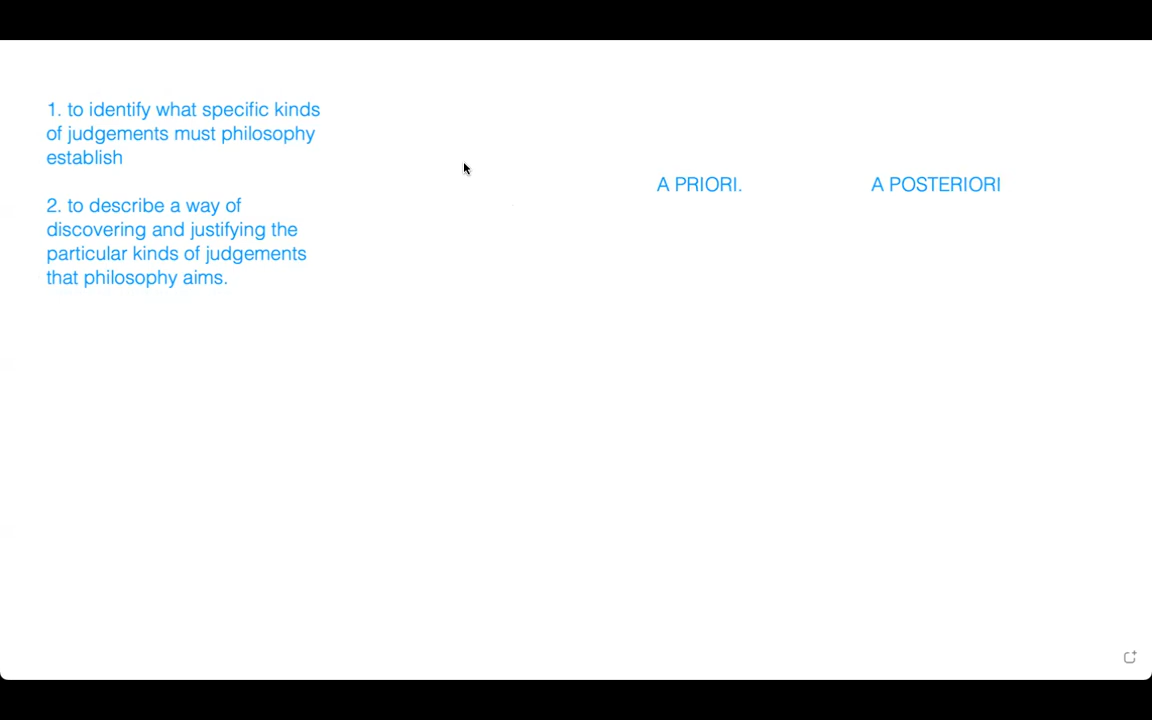 1. to identify what specific kinds
of judgements must philosophy
establish
2. to describe a way of
discovering and justifying the
particular kinds of judgements
that philosophy aims.
A PRIORI.
A POSTERIORI